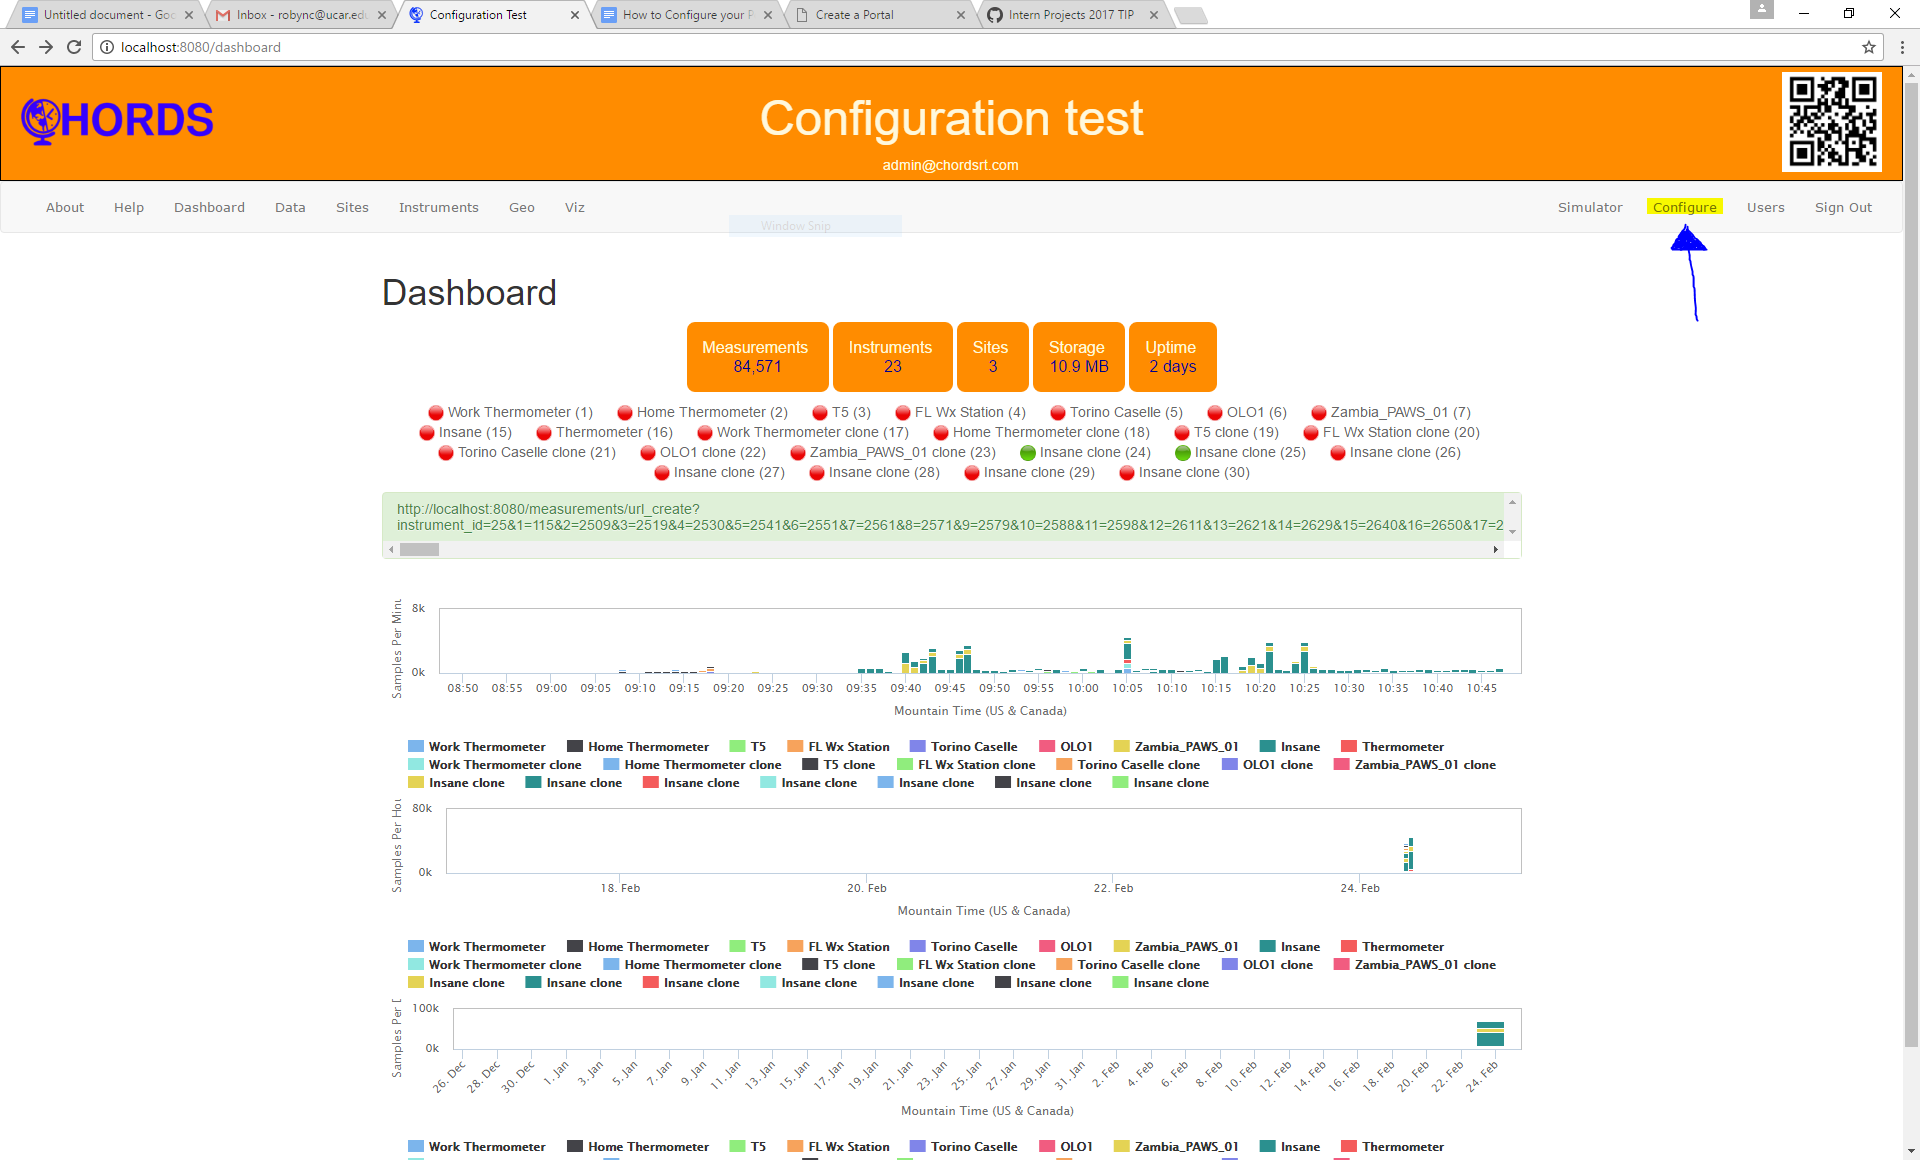 Untitled document - Goo
Inbox - robync@ucar.edu
Configuration Test
How to Configure your P
Create a Portal
Intern Projects 2017 TIP
localhost:8080/dashboard
CHORDS
Configuration test
admin@chordsrt.com
About Help Dashboard Data Sites Instruments Geo Viz Simulator Configure Users Sign Out
Window Snip
Dashboard
Measurements Instruments Sites Storage Uptime
84,571 23 3 10.9 MB 2 days
Work Thermometer (1) Home Thermometer (2) T5 (3) FL Wx Station (4) Torino Caselle (5) OLO1 (6) Zambia_PAWS_01 (7)
Insane (15) Thermometer (16) Work Thermometer clone (17) Home Thermometer clone (18) T5 clone (19) FL Wx Station clone (20)
Torino Caselle clone (21) OLO1 clone (22) Zambia_PAWS_01 clone (23) Insane clone (24) Insane clone (25) Insane clone (26)
Insane clone (27) Insane clone (28) Insane clone (29) Insane clone (30)
http://localhost:8080/measurements/url_create?
instrument_id=25&1=115&2=2509&3=2519&4=2530&5=2541&6=2551&7=2561&8=2571&9=2579&10=2588&11=2598&12=2611&13=2621&14=2629&15=2640&16=2650&17=2
Samples Per Minu
8k
0k
08:50 08:55 09:00 09:05 09:10 09:15 09:20 09:25 09:30 09:35 09:40 09:45 09:50 09:55 10:00 10:05 10:10 10:15 10:20 10:25 10:30 10:35 10:40 10:45
Mountain Time (US & Canada)
Work Thermometer Home Thermometer T5 FL Wx Station Torino Caselle OLO1 Zambia_PAWS_01 Insane Thermometer
Work Thermometer clone Home Thermometer clone T5 clone FL Wx Station clone Torino Caselle clone OLO1 clone Zambia_PAWS_01 clone
Insane clone Insane clone Insane clone Insane clone Insane clone Insane clone Insane clone
Samples Per Hou
80k
0k
18. Feb 20. Feb 22. Feb 24. Feb
Mountain Time (US & Canada)
Work Thermometer Home Thermometer T5 FL Wx Station Torino Caselle OLO1 Zambia_PAWS_01 Insane Thermometer
Work Thermometer clone Home Thermometer clone T5 clone FL Wx Station clone Torino Caselle clone OLO1 clone Zambia_PAWS_01 clone
Insane clone Insane clone Insane clone Insane clone Insane clone Insane clone Insane clone
Samples Per D
100k
0k
26. Dec 28. Dec 30. Dec 1. Jan 3. Jan 5. Jan 7. Jan 9. Jan 11. Jan 13. Jan 15. Jan 17. Jan 19. Jan 21. Jan 23. Jan 25. Jan 27. Jan 29. Jan 31. Jan 2. Feb 4. Feb 6. Feb 8. Feb 10. Feb 12. Feb 14. Feb 16. Feb 18. Feb 20. Feb 22. Feb 24. Feb
Mountain Time (US & Canada)
Work Thermometer Home Thermometer T5 FL Wx Station Torino Caselle OLO1 Zambia_PAWS_01 Insane Thermometer